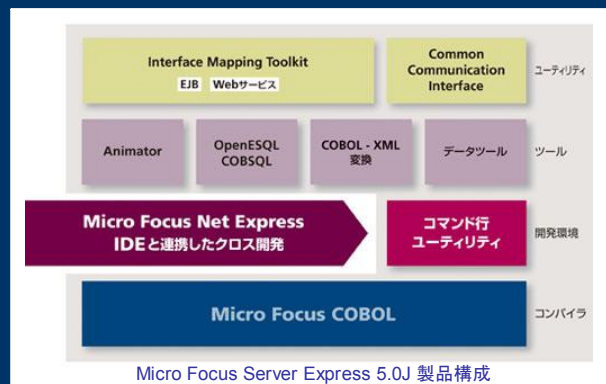 Interface Mapping Toolkit
EJB Webサービス
Common
Communication
Interface
ユーティリティ
Animator
OpenESQL
COBSQL
COBOL - XML
変換
データツール
ツール
Micro Focus Net Express
IDEと連携したクロス開発
コマンド行
ユーティリティ
開発環境
Micro Focus COBOL
コンパイラ
Micro Focus Server Express 5.0J 製品構成